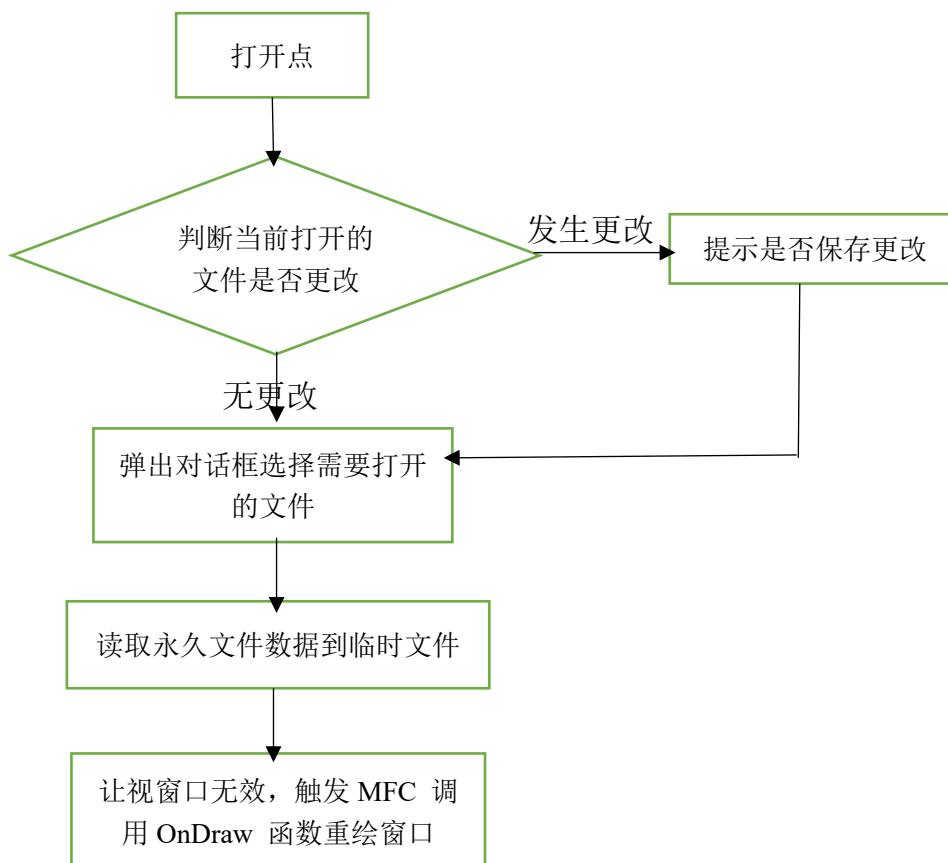 打开点
判断当前打开的
文件是否更改
发生更改
提示是否保存更改
无更改
弹出对话框选择需要打开
的文件
读取永久文件数据到临时文件
让视窗口无效，触发 MFC 调
用 OnDraw 函数重绘窗口